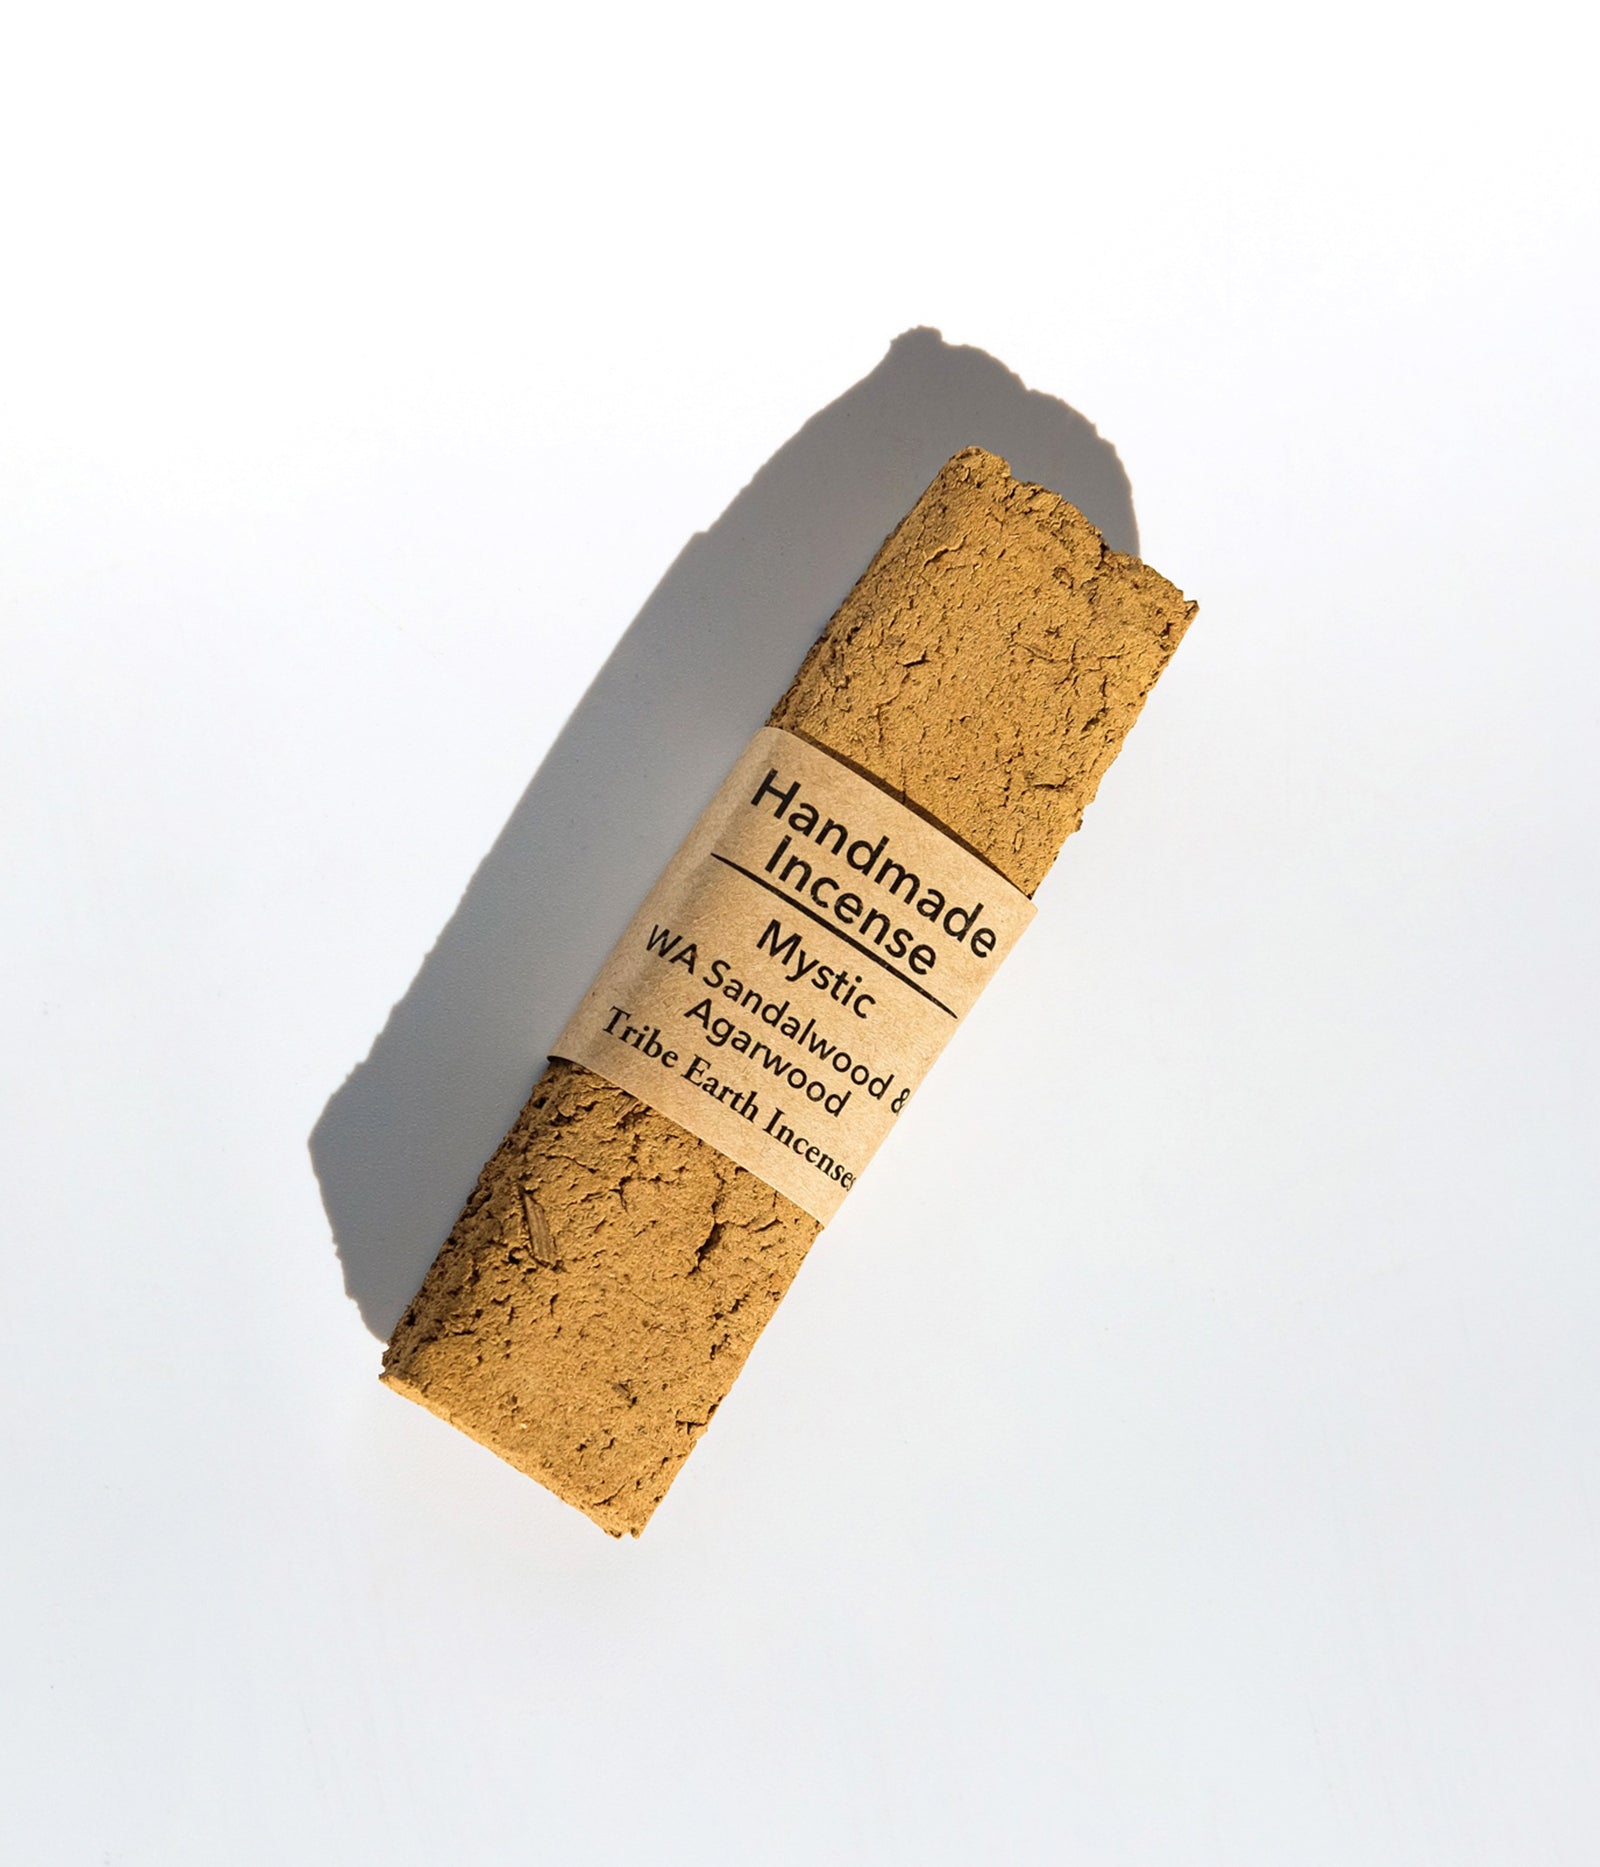 Handmade
Incense
Mystic
WA Sandalwood &
Agarwood
Tribe Earth Incenses